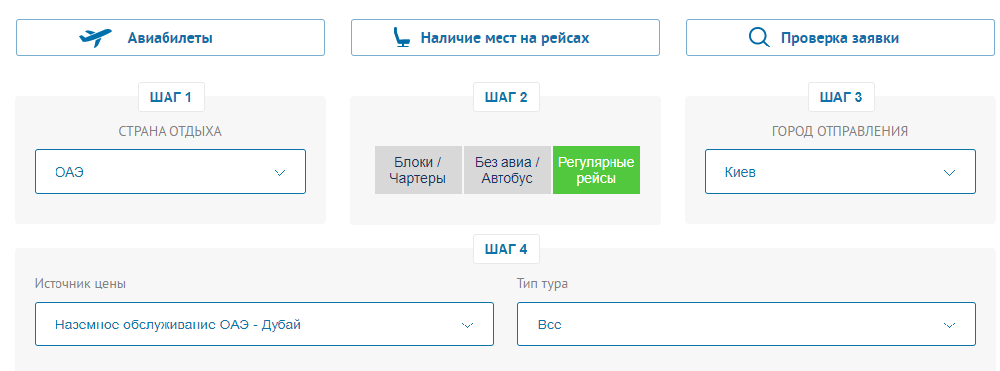 Авиабилеты
Наличие мест на рейсах
Проверка заявки
ШАГ 1
ШАГ 2
ШАГ 3
СТРАНА ОТДЫХА
ГОРОД ОТПРАВЛЕНИЯ
ОАЭ
Блоки /
Чартеры
Без авиа /
Автобус
Регулярные
рейсы
Киев
ШАГ 4
Источник цены
Тип тура
Наземное обслуживание ОАЭ - Дубай
Все